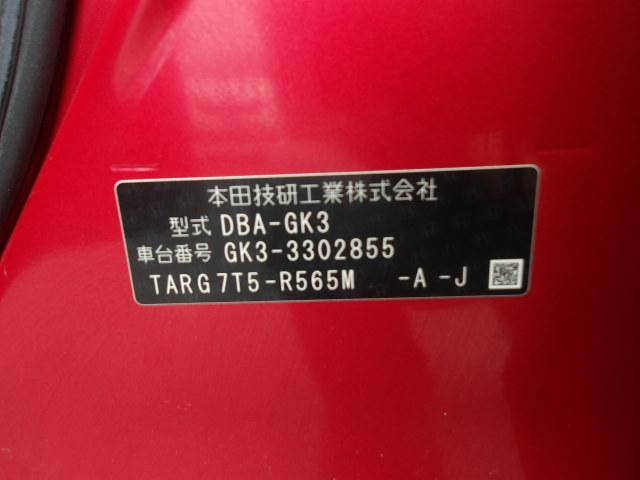 本田技研工業株式会社
型式 DBA-GK3
車台番号 GK3-3302855
TARG7T5-R565M -A -J